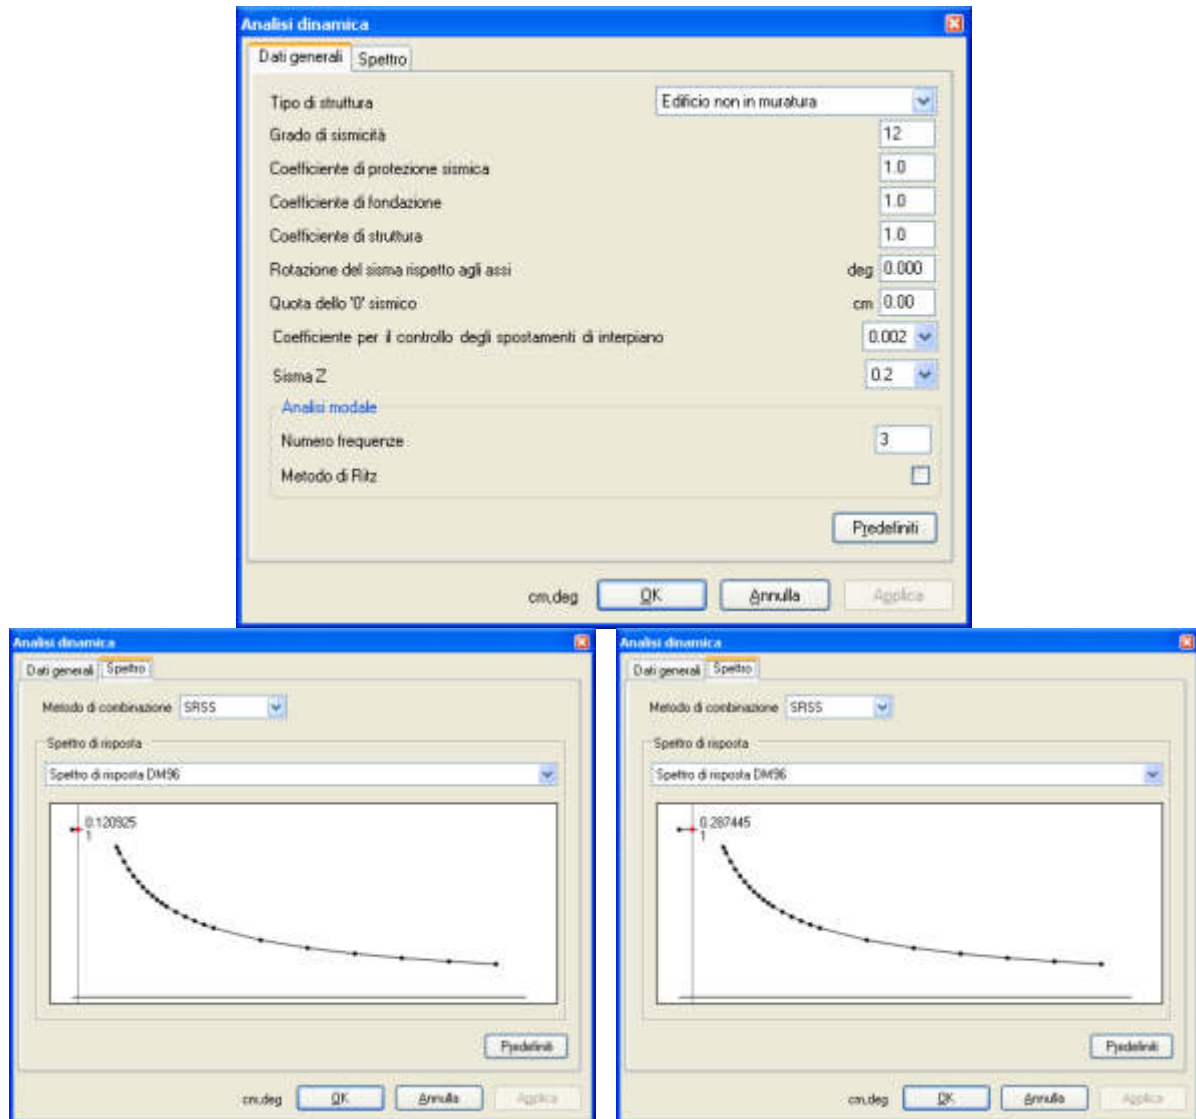 Analisi dinamica
Dati generali Spettro
Tipo di struttura Edificio non in muratura
Grado di sismicità 12
Coefficiente di protezione sismica 1.0
Coefficiente di fondazione 1.0
Coefficiente di struttura 1.0
Rotazione del sisma rispetto agli assi deg 0.000
Quota dello '0' sismico cm 0.00
Coefficiente per il controllo degli spostamenti di interpiano 0.002
Sisma Z 0.2
Analisi modale
Numero frequenze 3
Metodo di Ritz
Predefiniti
cm,deg OK Annulla Applica
Analisi dinamica
Dati generali Spettro
Metodo di combinazione SRSS
Spettro di risposta
Spettro di risposta DM96
0.120925
1
Predefiniti
cm,deg OK Annulla Applica
Analisi dinamica
Dati generali Spettro
Metodo di combinazione SRSS
Spettro di risposta
Spettro di risposta DM96
0.287445
1
Predefiniti
cm,deg OK Annulla Applica